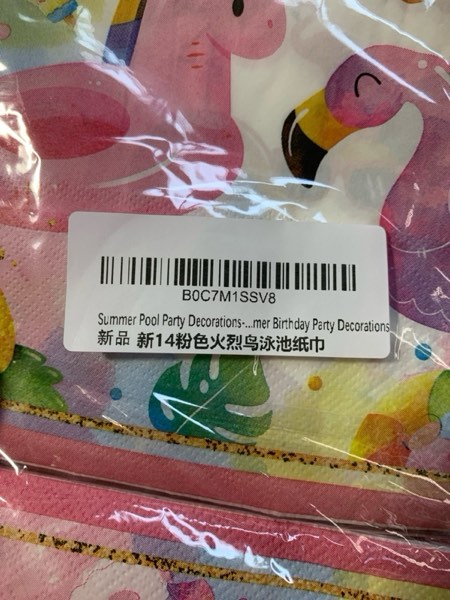 B0C7M1SSV8
Summer Pool Party Decorations-...mer Birthday Party Decorations
新品 新14粉色火烈鸟泳池纸巾